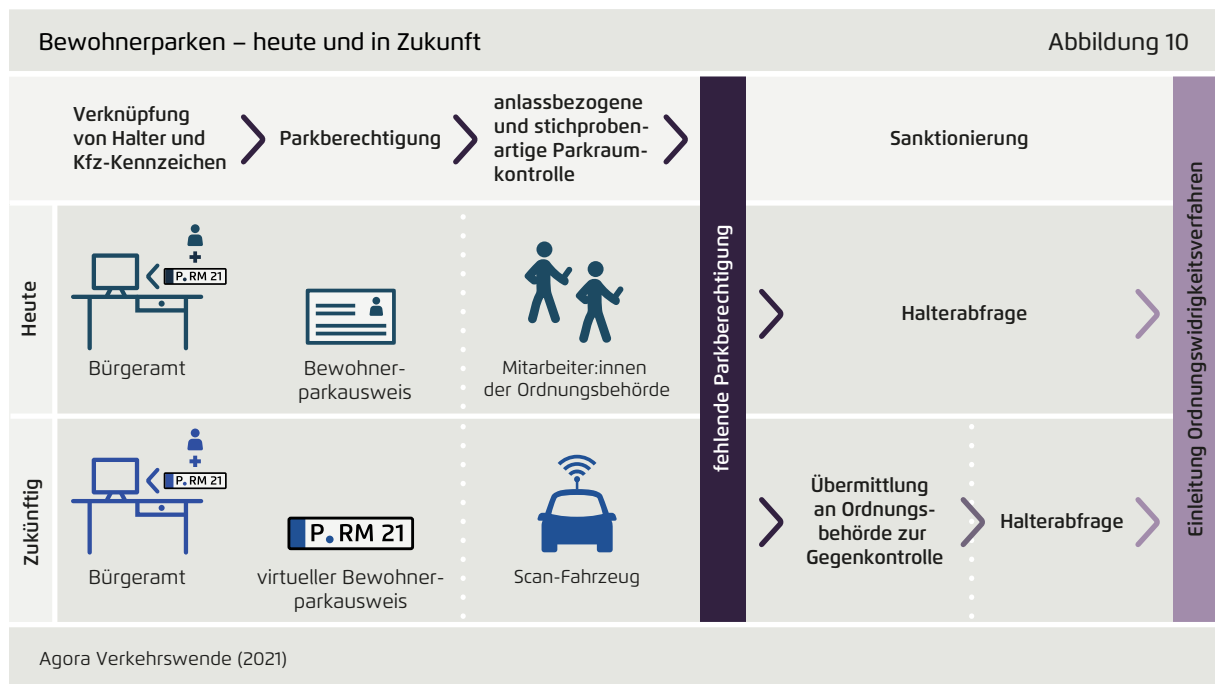 Bewohnerparken – heute und in Zukunft
Abbildung 10
Verknüpfung
von Halter und
Kfz-Kennzeichen
Parkberechtigung
anlassbezogene
und stichproben-
artige Parkraum-
kontrolle
fehlende Parkberechtigung
Sanktionierung
Einleitung Ordnungswidrigkeitsverfahren
Heute
P. RM 21
Bürgeramt
Bewohner-
parkausweis
Mitarbeiter:innen
der Ordnungsbehörde
Halterabfrage
Zukünftig
P. RM 21
Bürgeramt
P. RM 21
virtueller Bewohner-
parkausweis
Scan-Fahrzeug
Übermittlung
an Ordnungs-
behörde zur
Gegenkontrolle
Halterabfrage
Agora Verkehrswende (2021)